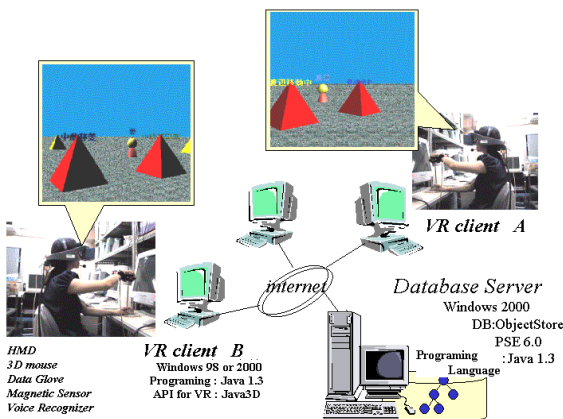 VR client A
internet
Database Server
Windows 2000
DB:ObjectStore
PSE 6.0
: Java 1.3
Programing
Language
VR client B
Windows 98 or 2000
Programing : Java 1.3
API for VR : Java3D
HMD
3D mouse
Data Glove
Magnetic Sensor
Voice Recognizer